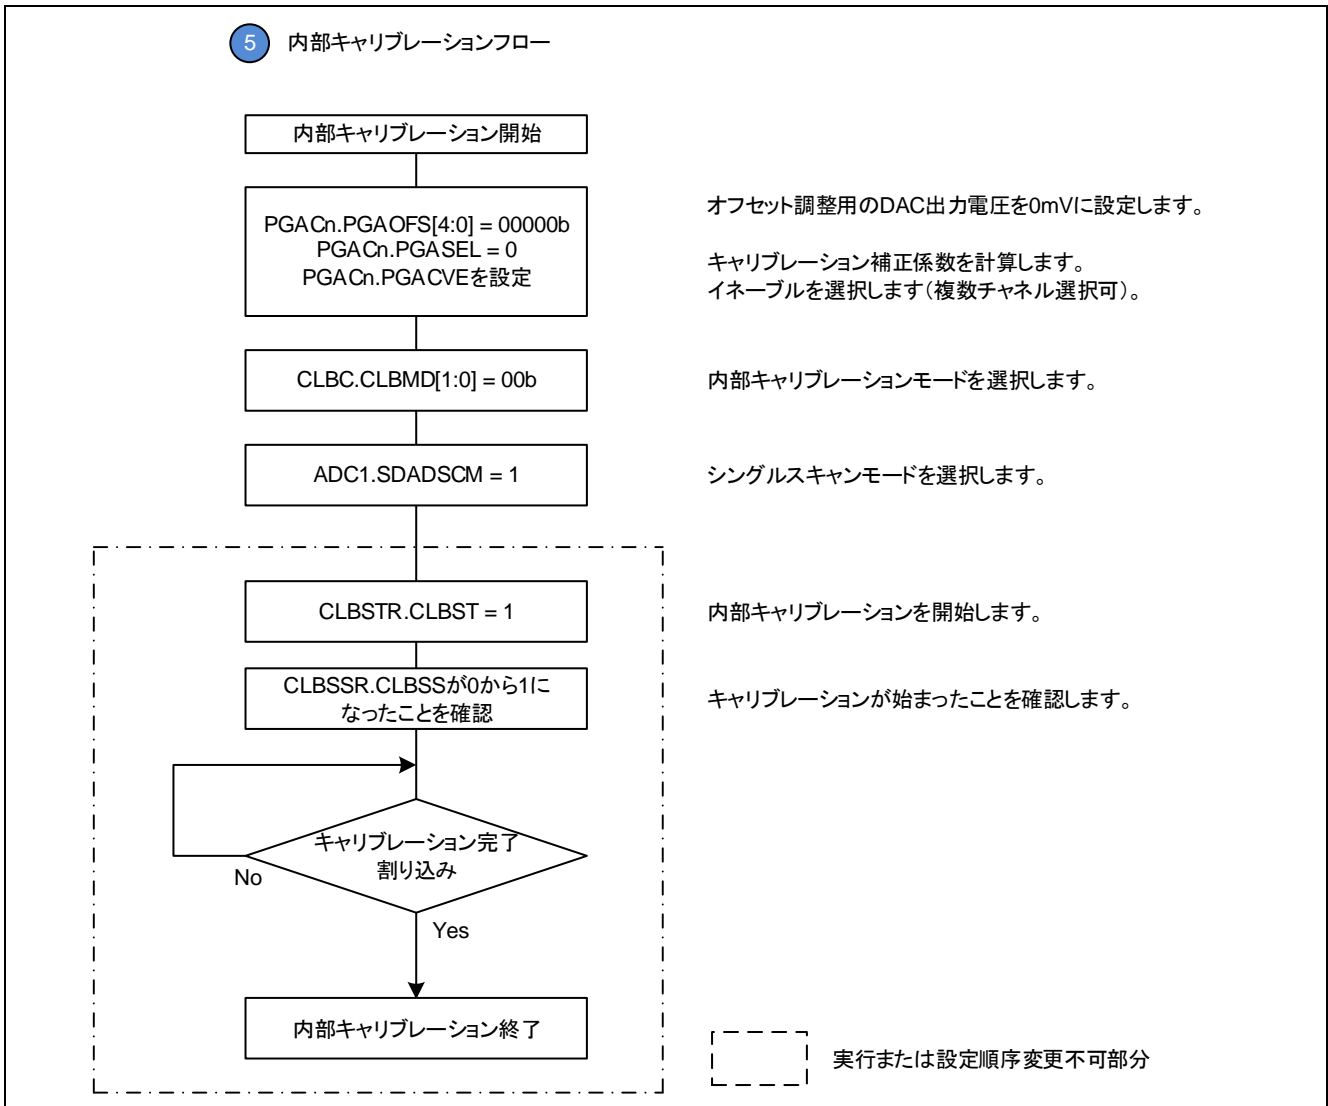 5 内部キャリブレーションフロー
内部キャリブレーション開始
PGACn.PGAOFS[4:0] = 00000b
PGACn.PGASEL = 0
PGACn.PGACVEを設定
オフセット調整用のDAC出力電圧を0mVに設定します。
キャリブレーション補正係数を計算します。
イネーブルを選択します(複数チャネル選択可)。
CLBC.CLBMD[1:0] = 00b
内部キャリブレーションモードを選択します。
ADC1.SDADSCM = 1
シングルスキャンモードを選択します。
CLBSTR.CLBST = 1
内部キャリブレーションを開始します。
CLBSSR.CLBSSが0から1に
なったことを確認
キャリブレーションが始まったことを確認します。
キャリブレーション完了
割り込み
No
Yes
内部キャリブレーション終了
実行または設定順序変更不可部分